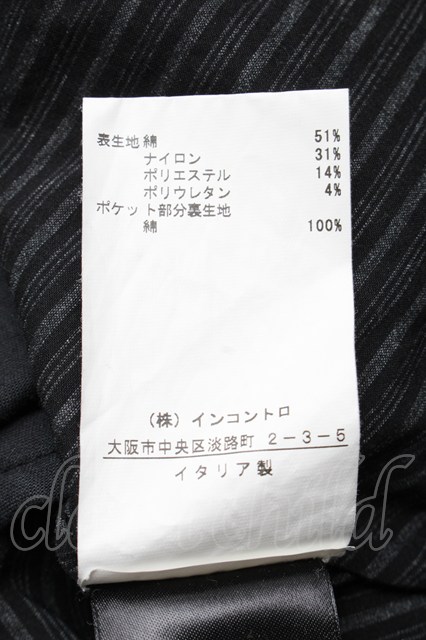 表生地 綿 51%
ナイロン 31%
ポリエステル 14%
ポリウレタン 4%
ポケット部分裏生地
綿 100%
(株) インコントロ
大阪市中央区淡路町 2-3-5
イタリア製
closetchild